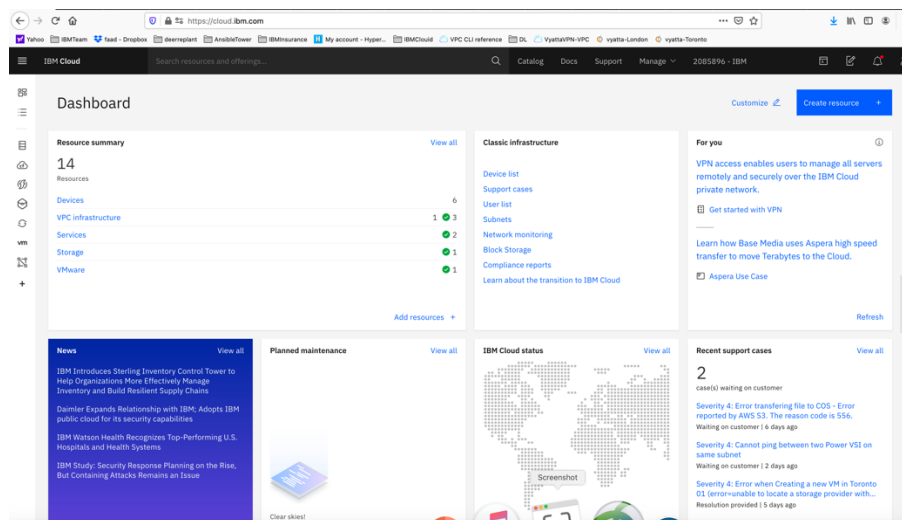 https://cloud.ibm.com
Yahoo IBMTeam faad - Dropbox deerreplant AnsibleTower IBMInsurance My account - Hyper... IBMClouid VPC CLI reference DL VyattaVPN-VPC vyatta-London vyatta-Toronto
IBM Cloud Search resources and offerings... Catalog Docs Support Manage 2085896 - IBM
Dashboard
Customize
Create resource +
Resource summary View all
14
Resources
Devices 6
VPC infrastructure 1 3
Services 2
Storage 1
VMware 1
Add resources +
Classic infrastructure
Device list
Support cases
User list
Subnets
Network monitoring
Block Storage
Compliance reports
Learn about the transition to IBM Cloud
For you
VPN access enables users to manage all servers
remotely and securely over the IBM Cloud
private network.
Get started with VPN
Learn how Base Media uses Aspera high speed
transfer to move Terabytes to the Cloud.
Aspera Use Case
Refresh
vm
News View all
IBM Introduces Sterling Inventory Control Tower to
Help Organizations More Effectively Manage
Inventory and Build Resilient Supply Chains
Daimler Expands Relationship with IBM; Adopts IBM
public cloud for its security capabilities
IBM Watson Health Recognizes Top-Performing U.S.
Hospitals and Health Systems
IBM Study: Security Response Planning on the Rise,
But Containing Attacks Remains an Issue
Planned maintenance View all
Clear skies!
IBM Cloud status View all
Screenshot
Recent support cases View all
2
case(s) waiting on customer
Severity 4: Error transfering file to COS - Error
reported by AWS S3. The reason code is 556.
Waiting on customer | 6 days ago
Severity 4: Cannot ping between two Power VSI on
same subnet
Waiting on customer | 2 days ago
Severity 4: Error when Creating a new VM in Toronto
01 (error=unable to locate a storage provider with...
Resolution provided | 5 days ago